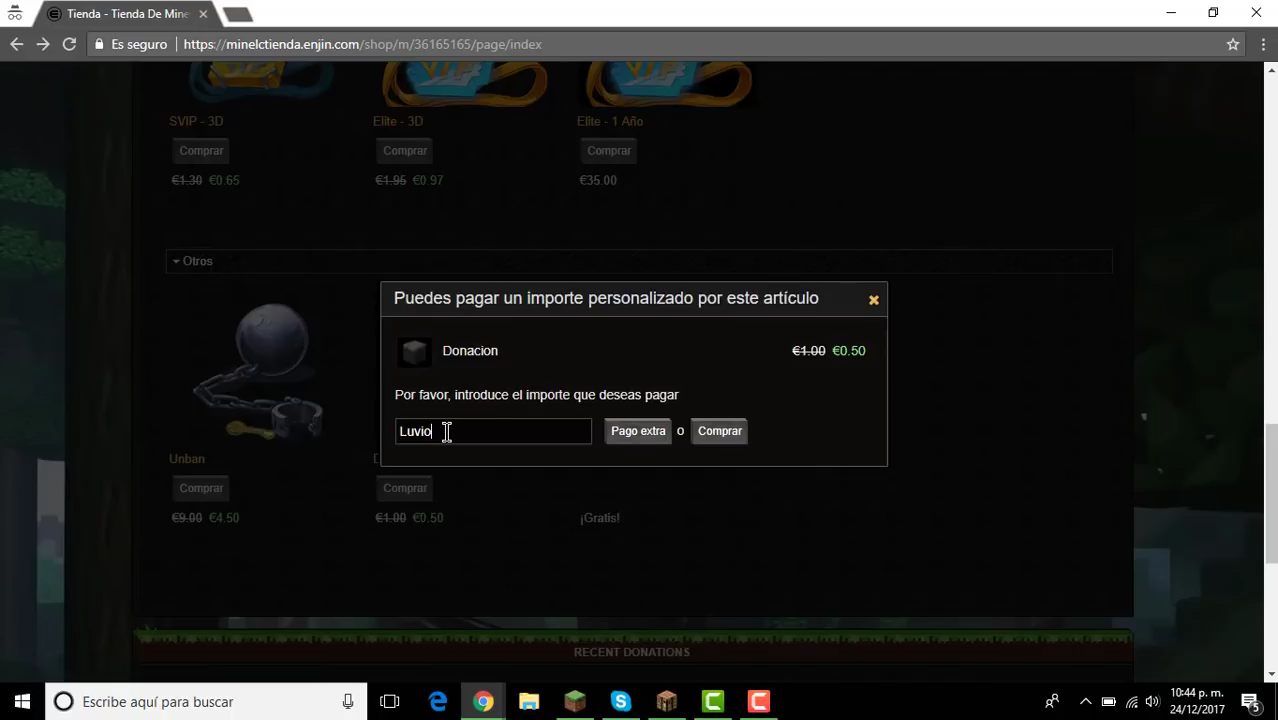 Tienda - Tienda De Mine
Es seguro
https://minelctienda.enjin.com/shop/m/36165165/page/index
VIP VIP
SVIP - 3D Elite - 3D Elite - 1 Año
Comprar Comprar Comprar
€1.30 €0.65 €1.95 €0.97 €35.00
Otros
Puedes pagar un importe personalizado por este artículo
Donacion €1.00 €0.50
Por favor, introduce el importe que deseas pagar
Luvio Pago extra o Comprar
Unban
Comprar Comprar
€9.00 €4.50 €1.00 €0.50 ¡Gratis!
RECENT DONATIONS
Escribe aquí para buscar
10:44 p. m.
24/12/2017
5